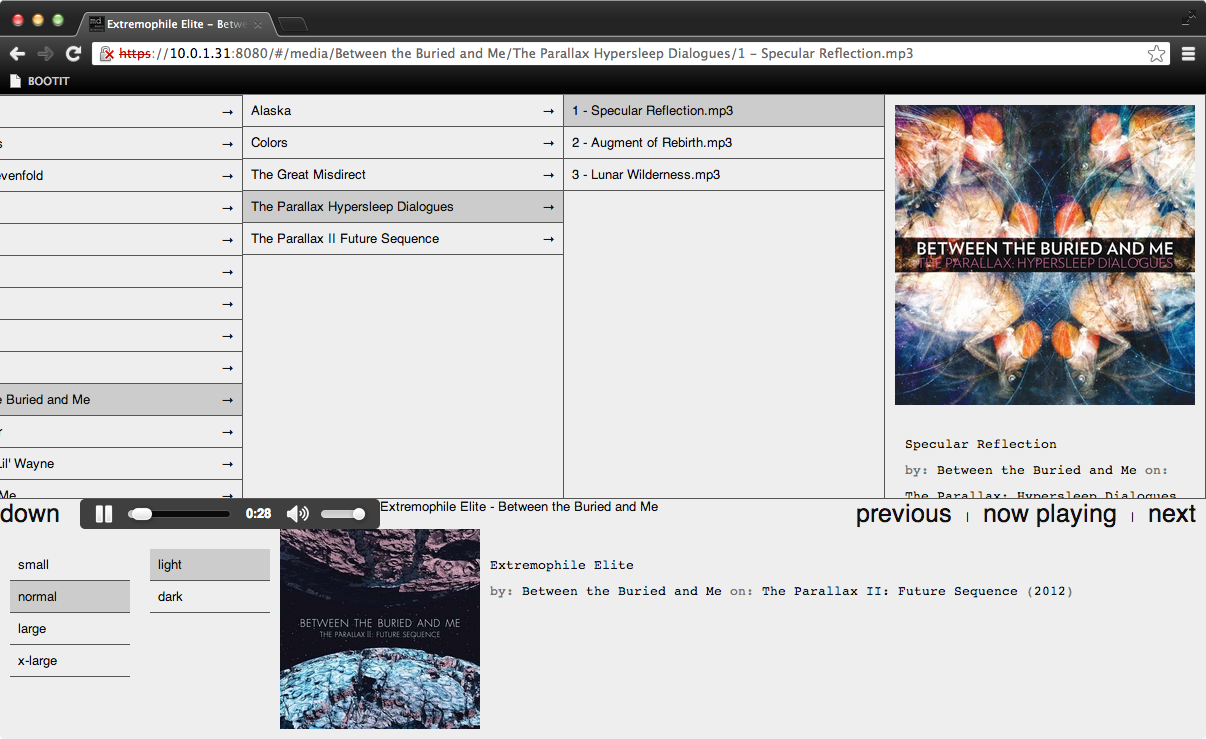 Extremophile Elite – Betwe
https://10.0.1.31:8080/#/media/Between the Buried and Me/The Parallax Hypersleep Dialogues/1 – Specular Reflection.mp3
BOOTIT
→
s →
venfold →
→
→
→
→
→
→
e Buried and Me →
r →
Lil' Wayne →
Me →
Alaska →
Colors →
The Great Misdirect →
The Parallax Hypersleep Dialogues →
The Parallax II Future Sequence →
1 - Specular Reflection.mp3
2 - Augment of Rebirth.mp3
3 - Lunar Wilderness.mp3
BETWEEN THE BURIED AND ME
THE PARALLAX: HYPERSLEEP DIALOGUES
Specular Reflection
by: Between the Buried and Me on:
The Parallax: Hypersleep Dialogues
down
0:28
Extremophile Elite - Between the Buried and Me
previous | now playing | next
small
normal
large
x-large
light
dark
BETWEEN THE BURIED AND ME
THE PARALLAX II: FUTURE SEQUENCE
Extremophile Elite
by: Between the Buried and Me on: The Parallax II: Future Sequence (2012)